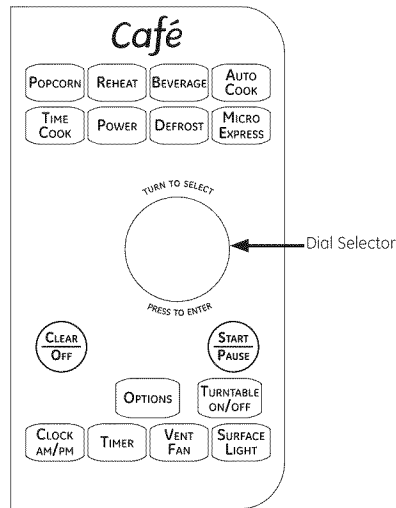 Café
POPCORN REHEAT BEVERAGE AUTO COOK
TIME COOK POWER DEFROST MICRO EXPRESS
TURN TO SELECT
Dial Selector
PRESS TO ENTER
CLEAR OFF START PAUSE
OPTIONS TURNTABLE ON/OFF
CLOCK AM/PM TIMER VENT FAN SURFACE LIGHT